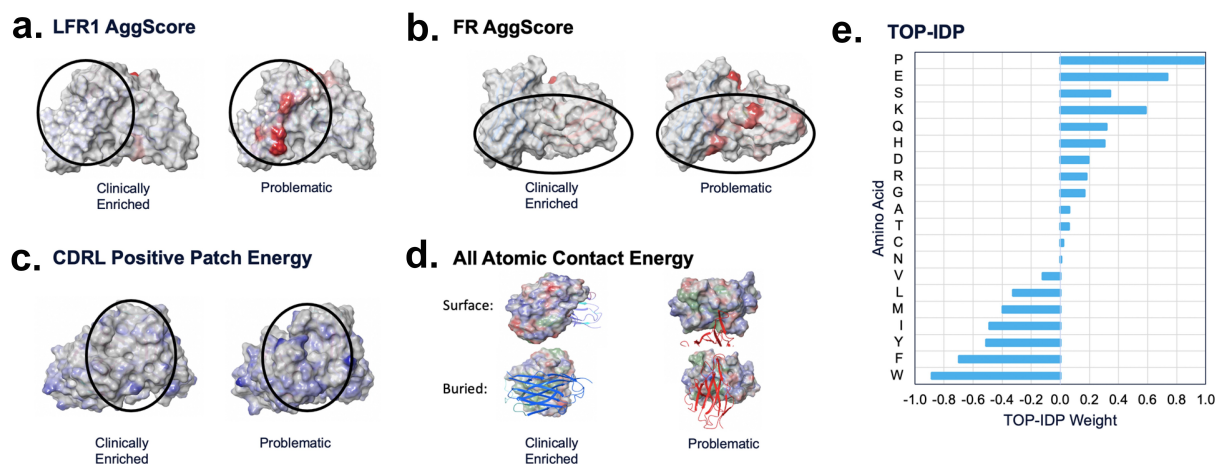 a. LFR1 AggScore
Clinically
Enriched
Problematic
b. FR AggScore
Clinically
Enriched
Problematic
c. CDRL Positive Patch Energy
Clinically
Enriched
Problematic
d. All Atomic Contact Energy
Surface:
Buried:
Clinically
Enriched
Problematic
e. TOP-IDP
Amino Acid
P
E
S
K
Q
H
D
R
G
A
T
C
N
V
L
M
I
Y
F
W
-1.0 -0.8 -0.6 -0.4 -0.2 0.0 0.2 0.4 0.6 0.8 1.0
TOP-IDP Weight